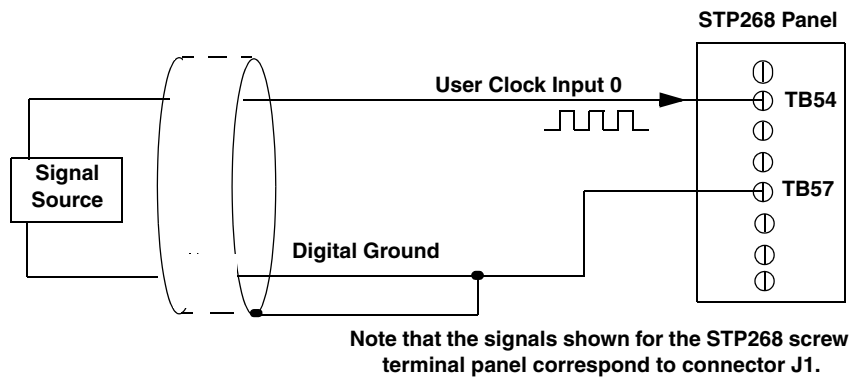 STP268 Panel
User Clock Input 0
TB54
Signal
Source
TB57
Digital Ground
Note that the signals shown for the STP268 screw
terminal panel correspond to connector J1.